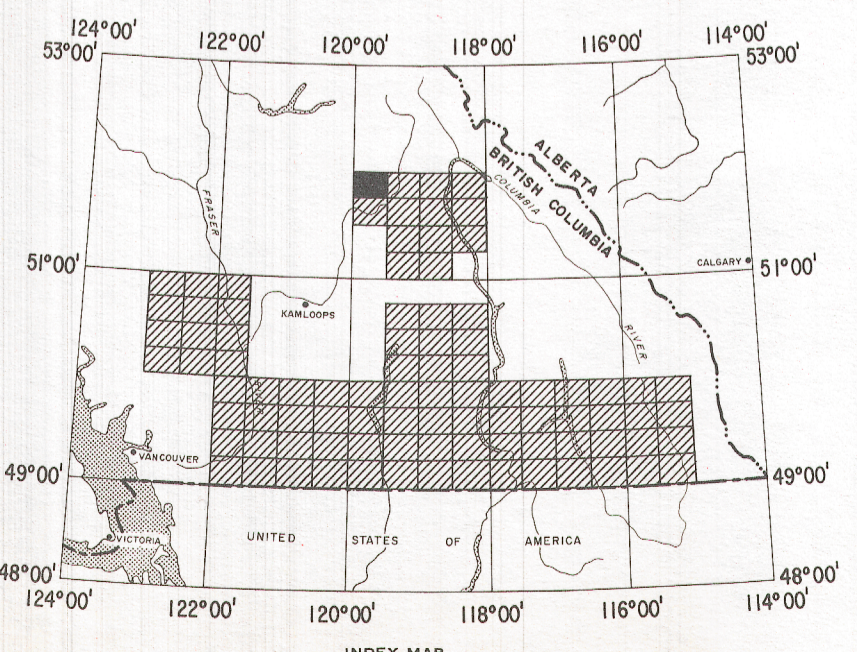 124°00' 122°00' 120°00' 118°00' 116°00' 114°00'
53°00' 53°00'
ALBERTA
BRITISH COLUMBIA
COLUMBIA
FRASER
51°00' CALGARY 51°00'
KAMLOOPS
RIVER
RIVER
VANCOUVER
49°00' 49°00'
VICTORIA UNITED STATES OF AMERICA
48°00' 48°00'
124°00' 122°00' 120°00' 118°00' 116°00' 114°00'
INDEX MAP